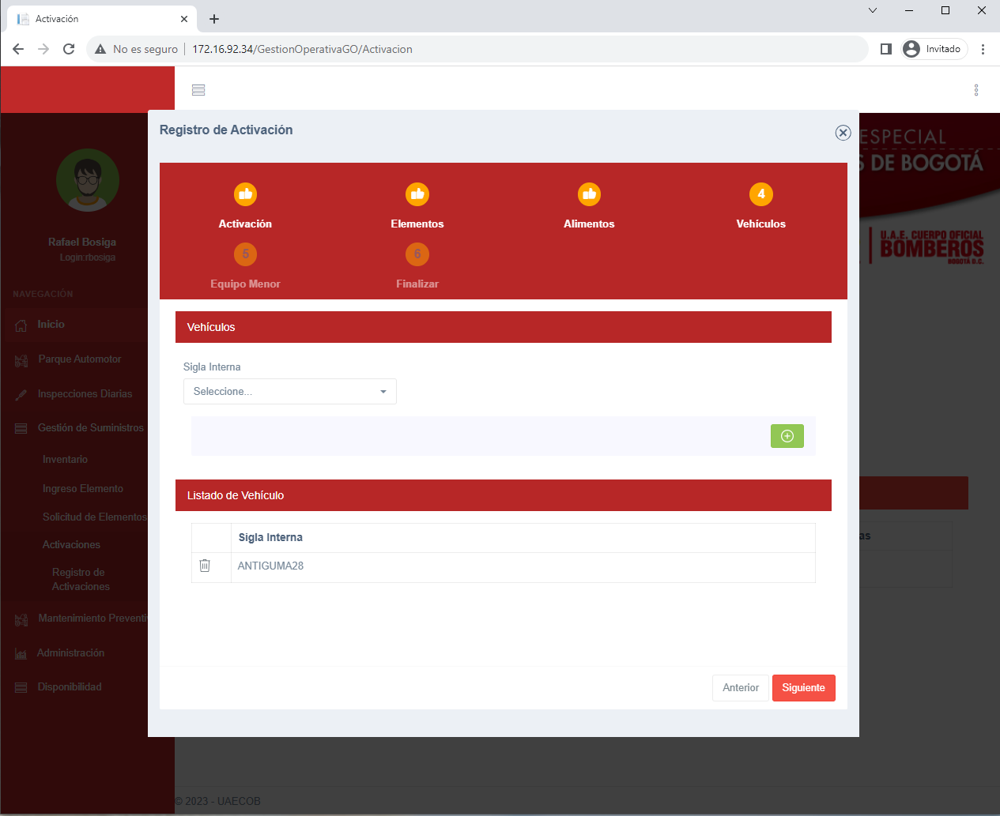 Activación
No es seguro
172.16.92.34/GestionOperativaGO/Activacion
Invitado
Registro de Activación
ESPECIAL
DE BOGOTÁ
U.A.E. CUERPO OFICIAL
BOMBEROS
BOGOTÁ D.C.
Rafael Bosiga
Login:rbosiga
NAVEGACIÓN
Inicio
Parque Automotor
Inspecciones Diarias
Gestión de Suministros
Inventario
Ingreso Elemento
Solicitud de Elementos
Activaciones
Registro de
Activaciones
Mantenimiento Preventiv
Administración
Disponibilidad
Activación
Elementos
Alimentos
4
Vehículos
5
Equipo Menor
6
Finalizar
Vehículos
Sigla Interna
Seleccione...
Listado de Vehículo
Sigla Interna
ANTIGUMA28
as
Anterior
Siguiente
© 2023 - UAECOB